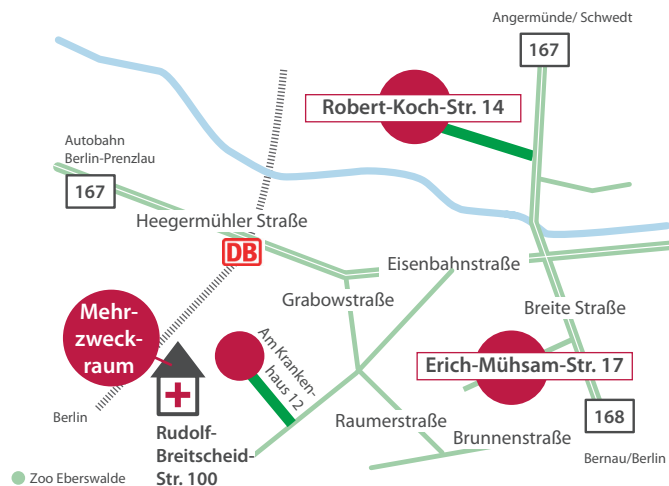 Angermünde/ Schwedt
167
Robert-Koch-Str. 14
Autobahn
Berlin-Prenzlau
167
Heegermühler Straße
DB
Eisenbahnstraße
Grabowstraße
Breite Straße
Mehr-
zweck-
raum
Am Kranken-
haus 12
Erich-Mühsam-Str. 17
Berlin
Rudolf-
Breitscheid-
Str. 100
Raumerstraße
168
Brunnenstraße
Bernau/Berlin
Zoo Eberswalde